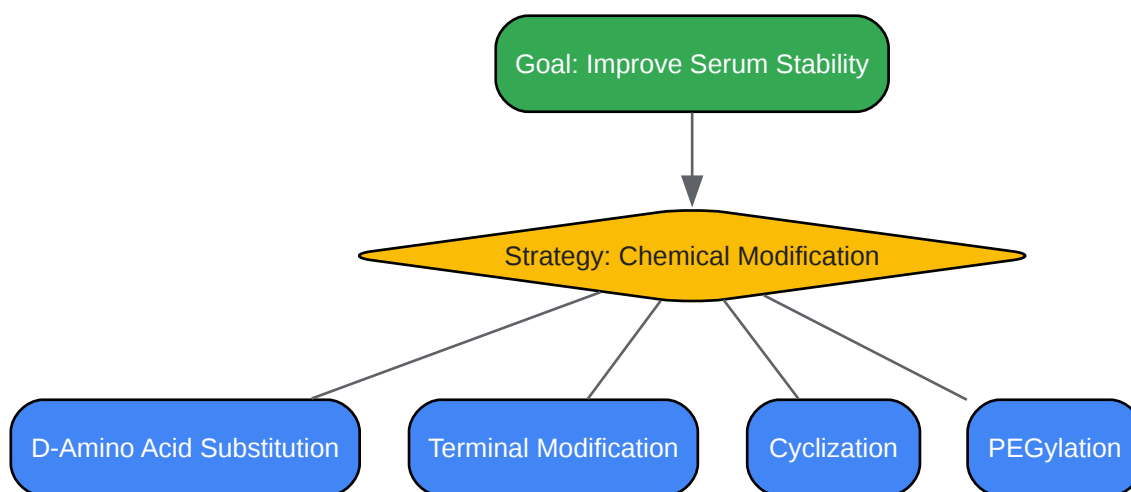 Goal: Improve Serum Stability
Strategy: Chemical Modification
D-Amino Acid Substitution
Terminal Modification
Cyclization
PEGylation